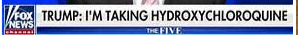 FOX
NEWS
channel
TRUMP: I'M TAKING HYDROXYCHLOROQUINE
THE FIVE